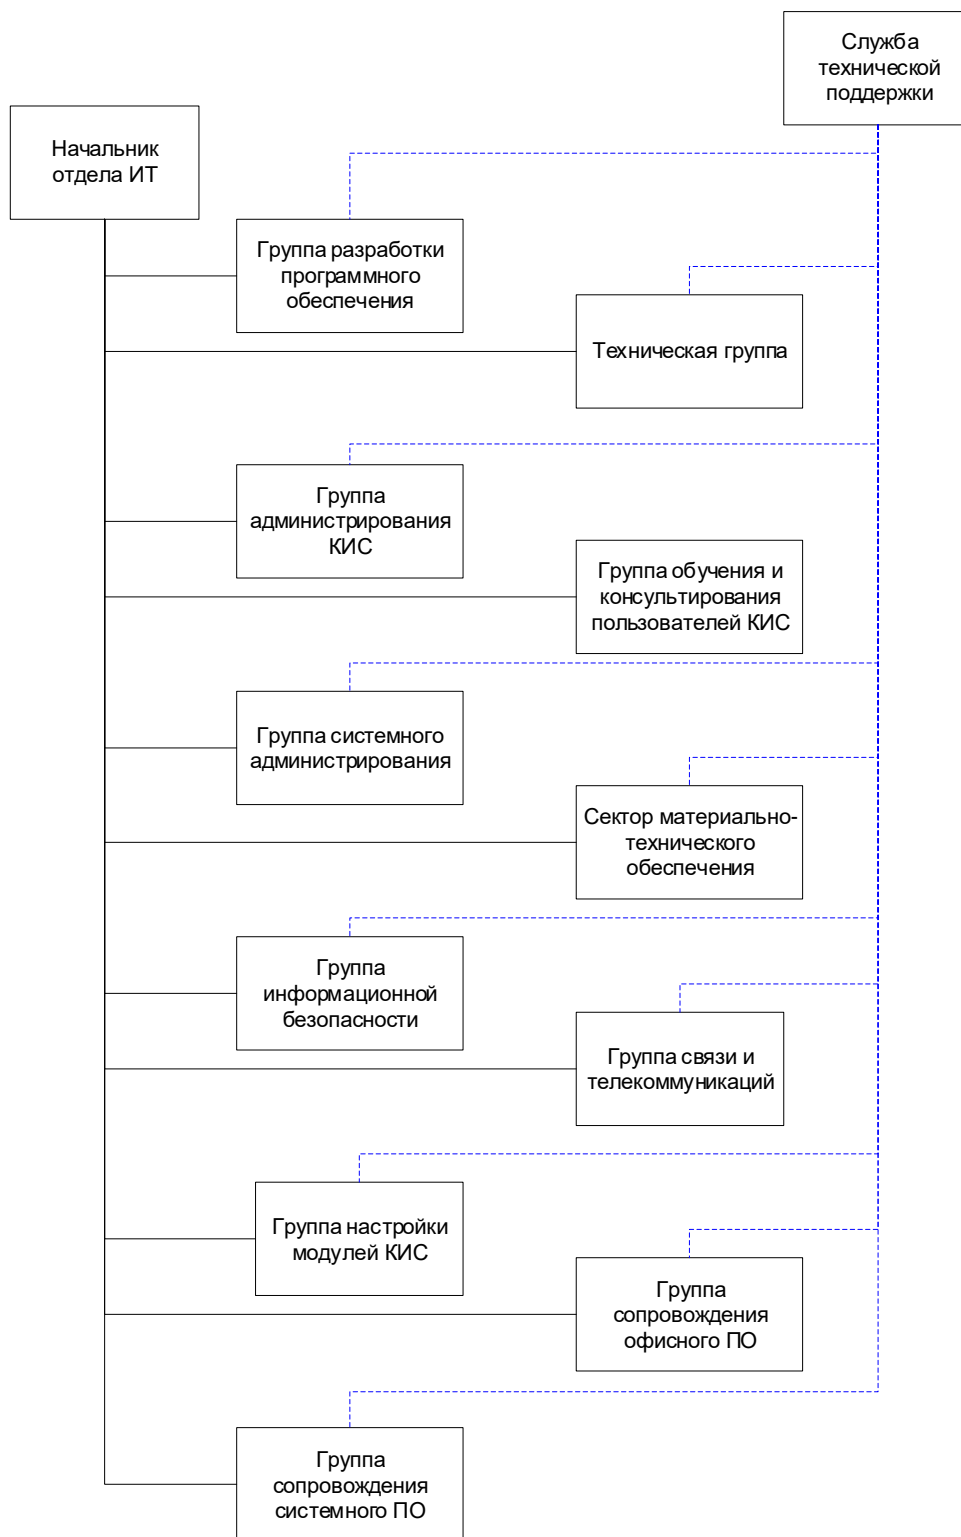 Служба
технической
поддержки
Начальник
отдела ИТ
Группа разработки
программного
обеспечения
Техническая группа
Группа
администрирования
КИС
Группа обучения и
консультирования
пользователей КИС
Группа системного
администрирования
Сектор материально-
технического
обеспечения
Группа
информационной
безопасности
Группа связи и
телекоммуникаций
Группа настройки
модулей КИС
Группа
сопровождения
офисного ПО
Группа
сопровождения
системного ПО